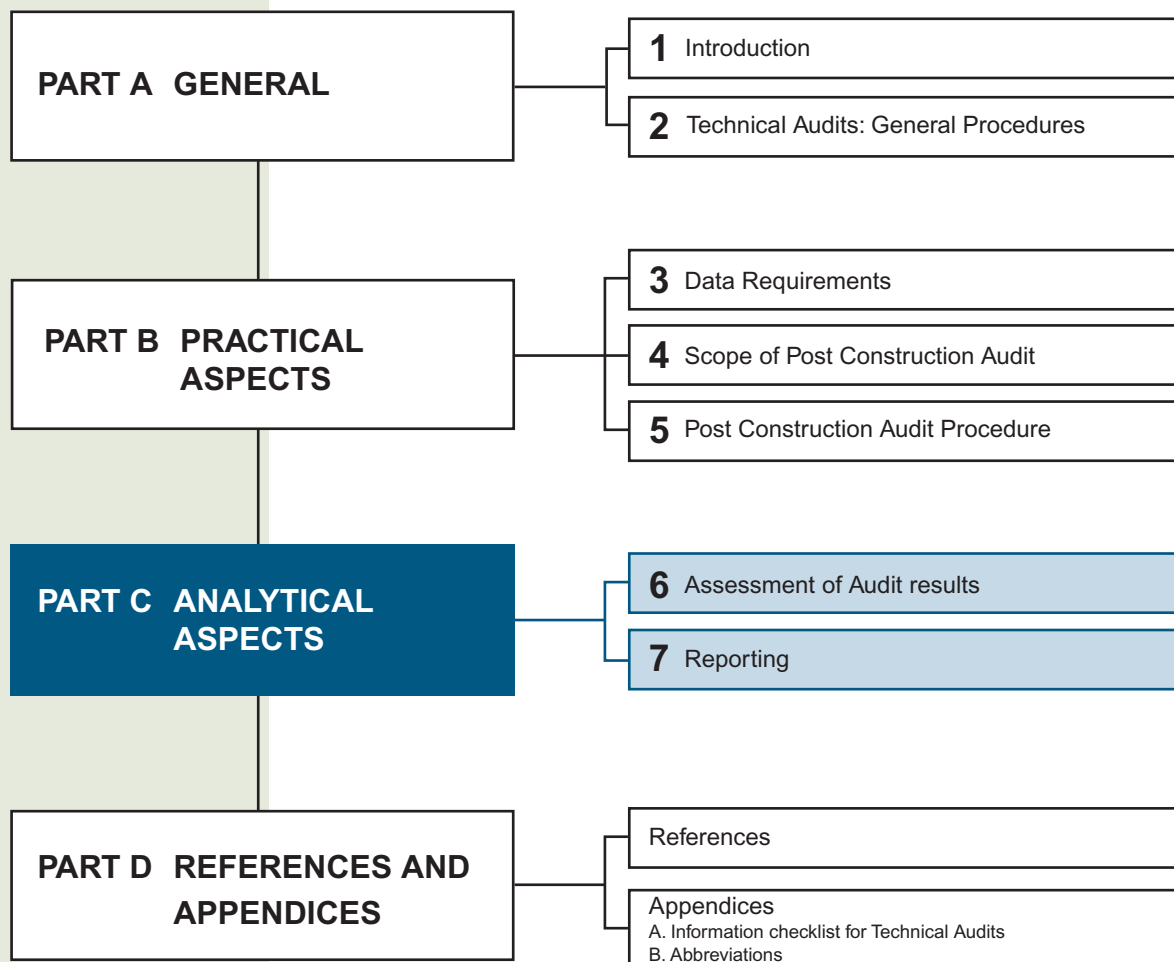 PART A GENERAL
1 Introduction
2 Technical Audits: General Procedures
PART B PRACTICAL
ASPECTS
3 Data Requirements
4 Scope of Post Construction Audit
5 Post Construction Audit Procedure
PART C ANALYTICAL
ASPECTS
6 Assessment of Audit results
7 Reporting
PART D REFERENCES AND
APPENDICES
References
Appendices
A. Information checklist for Technical Audits
B. Abbreviations